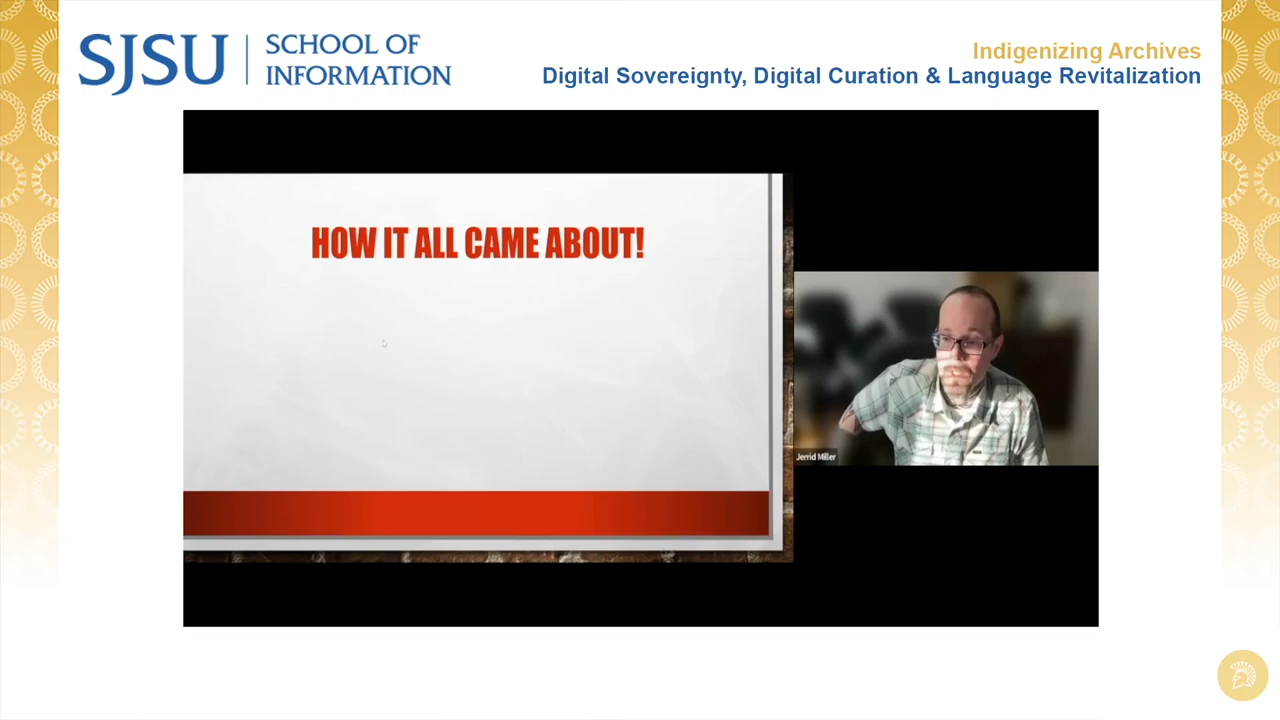 SJSU
SCHOOL OF
INFORMATION
Indigenizing Archives
Digital Sovereignty, Digital Curation & Language Revitalization
HOW IT ALL CAME ABOUT!
Jerrid Miller